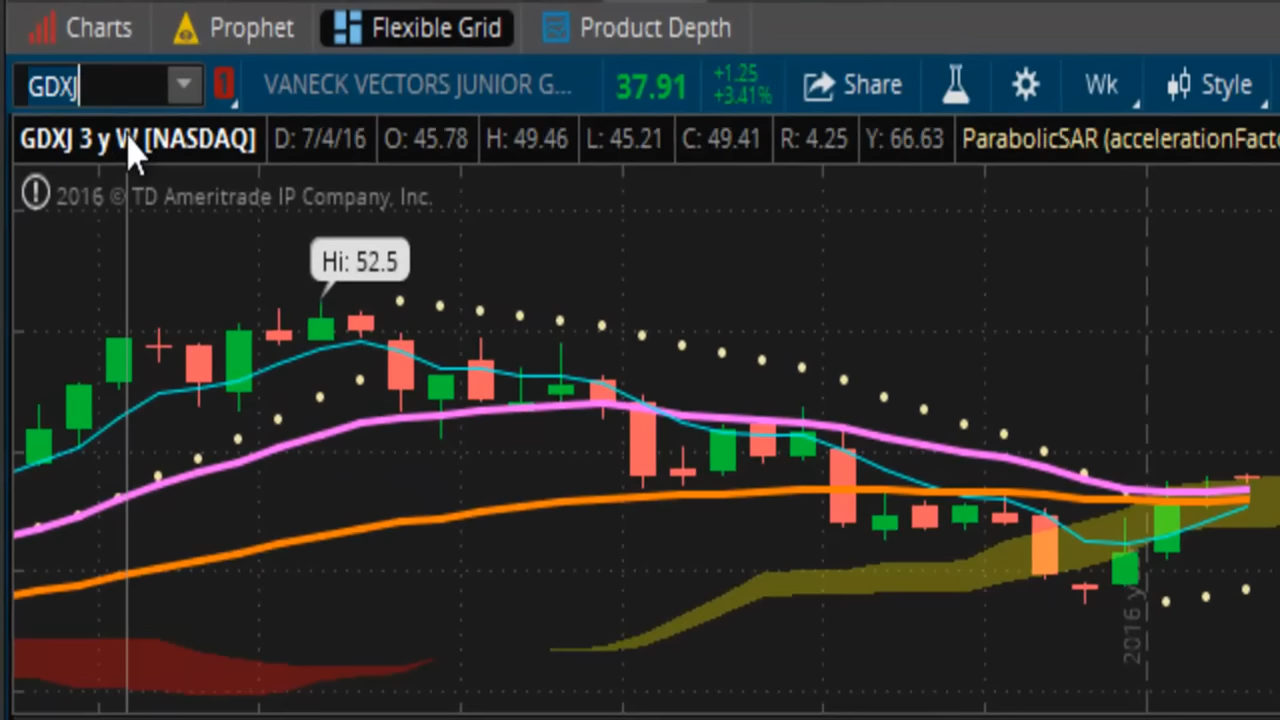 Charts Prophet Flexible Grid Product Depth
GDXJ 1 VANECK VECTORS JUNIOR G... 37.91 +1.25 +3.41% Share Wk Style
GDXJ 3 y W [NASDAQ] D: 7/4/16 O: 45.78 H: 49.46 L: 45.21 C: 49.41 R: 4.25 Y: 66.63 ParabolicSAR (accelerationFacto
2016 © TD Ameritrade IP Company, Inc.
Hi: 52.5
2016 y